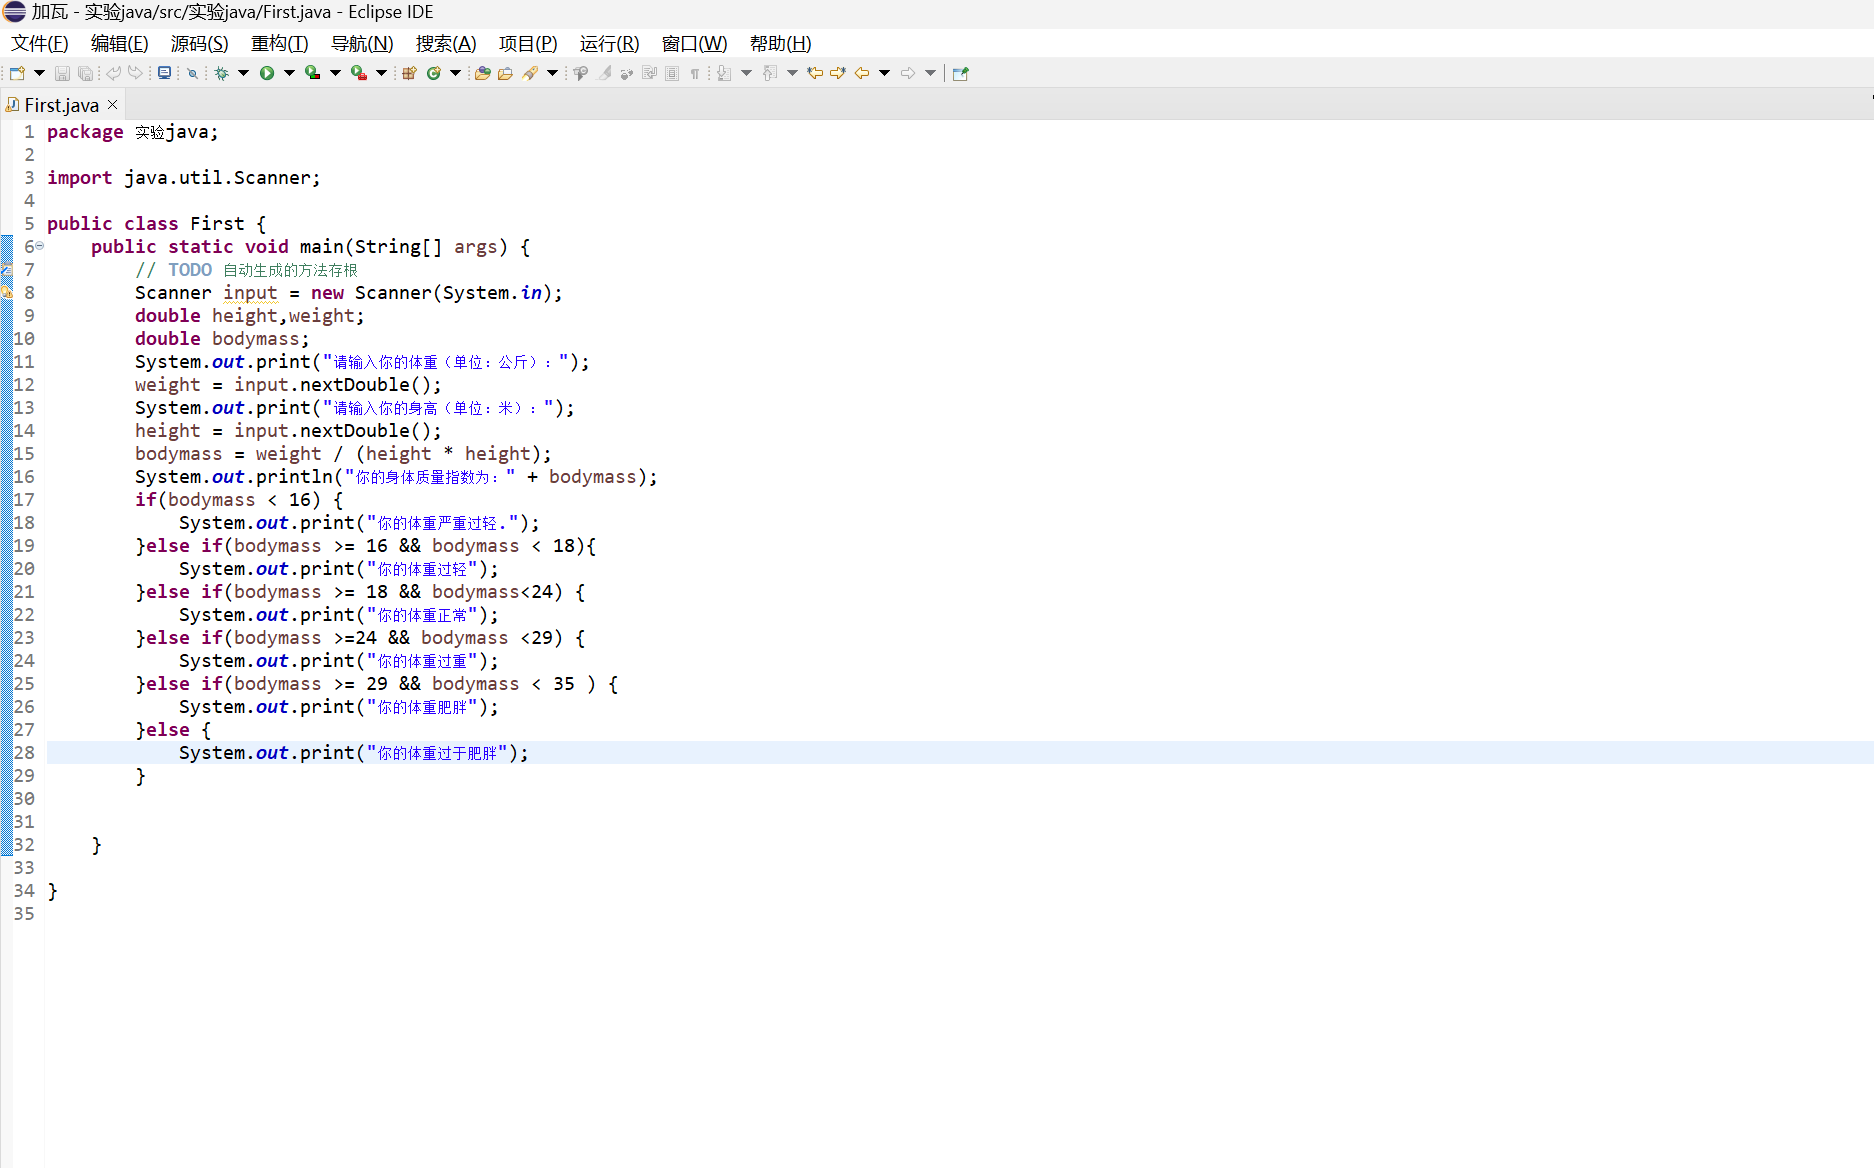 加瓦 - 实验java/src/实验java/First.java - Eclipse IDE
文件(F) 编辑(E) 源码(S) 重构(T) 导航(N) 搜索(A) 项目(P) 运行(R) 窗口(W) 帮助(H)
First.java
1 package 实验java;
2
3 import java.util.Scanner;
4
5 public class First {
6 public static void main(String[] args) {
7 // TODO 自动生成的方法存根
8 Scanner input = new Scanner(System.in);
9 double height,weight;
10 double bodymass;
11 System.out.print("请输入你的体重（单位：公斤）：");
12 weight = input.nextDouble();
13 System.out.print("请输入你的身高（单位：米）：");
14 height = input.nextDouble();
15 bodymass = weight / (height * height);
16 System.out.println("你的身体质量指数为：" + bodymass);
17 if(bodymass < 16) {
18 System.out.print("你的体重严重过轻.");
19 }else if(bodymass >= 16 && bodymass < 18){
20 System.out.print("你的体重过轻");
21 }else if(bodymass >= 18 && bodymass<24) {
22 System.out.print("你的体重正常");
23 }else if(bodymass >=24 && bodymass <29) {
24 System.out.print("你的体重过重");
25 }else if(bodymass >= 29 && bodymass < 35 ) {
26 System.out.print("你的体重肥胖");
27 }else {
28 System.out.print("你的体重过于肥胖");
29 }
30
31
32 }
33
34 }
35